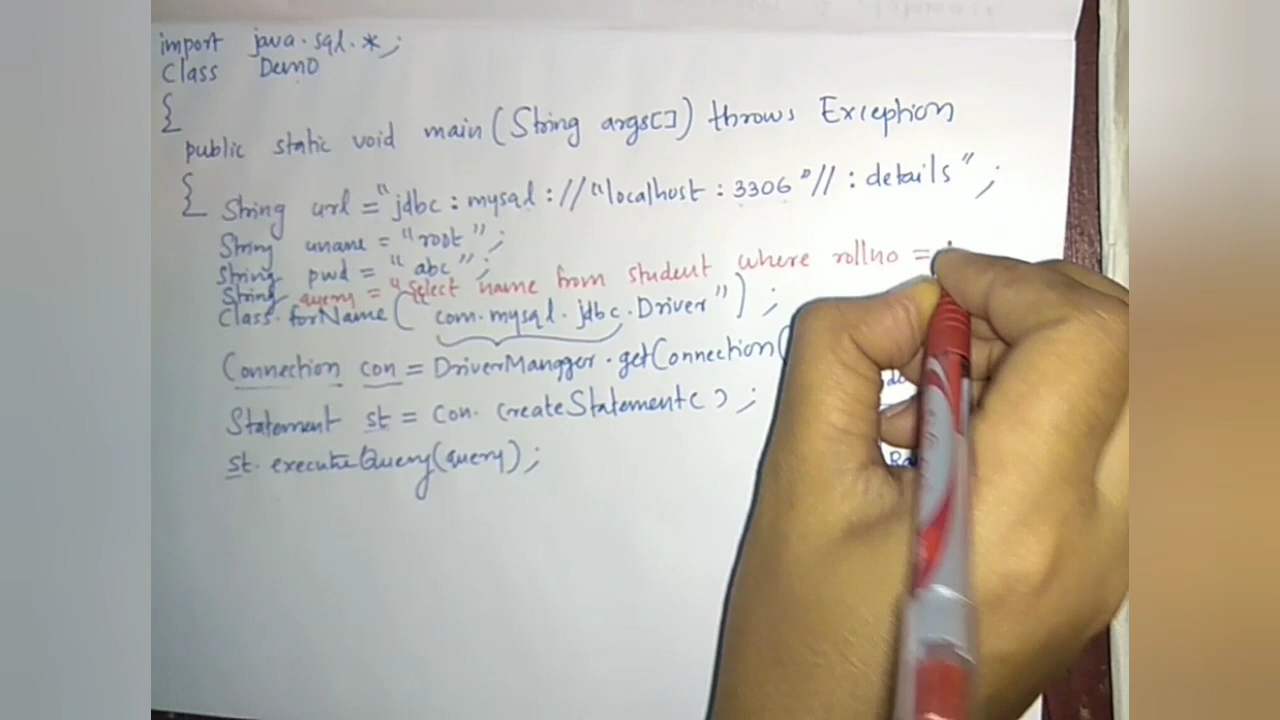 import java.sql.*;
Class Demo
{
public static void main(String args[]) throws Exception
{ String url = "jdbc:mysql://"localhost:3306"//:details";
String uname = "root";
String pwd = "abc";
String query = "select name from student where rollno =
Class.forName("com.mysql.jdbc.Driver");
Connection con = DriverManager.getConnection(
Statement st = con.createStatement();
st.executeQuery(query);